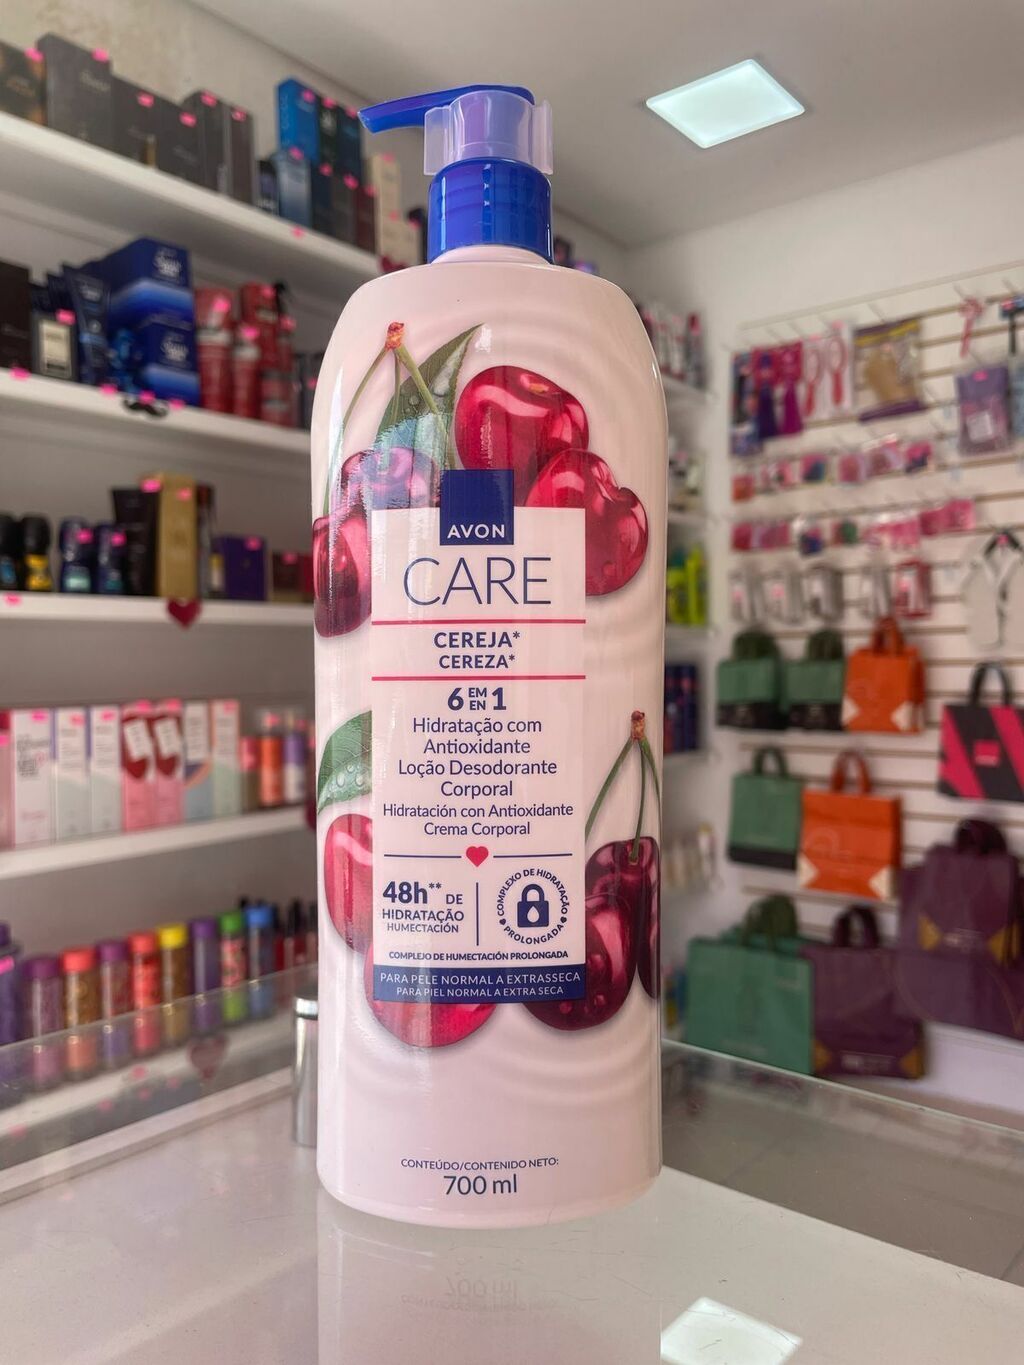 AVON
CARE
CEREJA*
CEREZA*
6 EM EN 1
Hidratação com
Antioxidante
Loção Desodorante
Corporal
Hidratación con Antioxidante
Crema Corporal
48h** DE
HIDRATAÇÃO
HUMECTACIÓN
COMPLEXO DE HIDRATAÇÃO
PROLONGADA
COMPLEJO DE HUMECTACIÓN PROLONGADA
PARA PELE NORMAL A EXTRASSECA
PARA PIEL NORMAL A EXTRA SECA
CONTEÚDO/CONTENIDO NETO:
700 ml